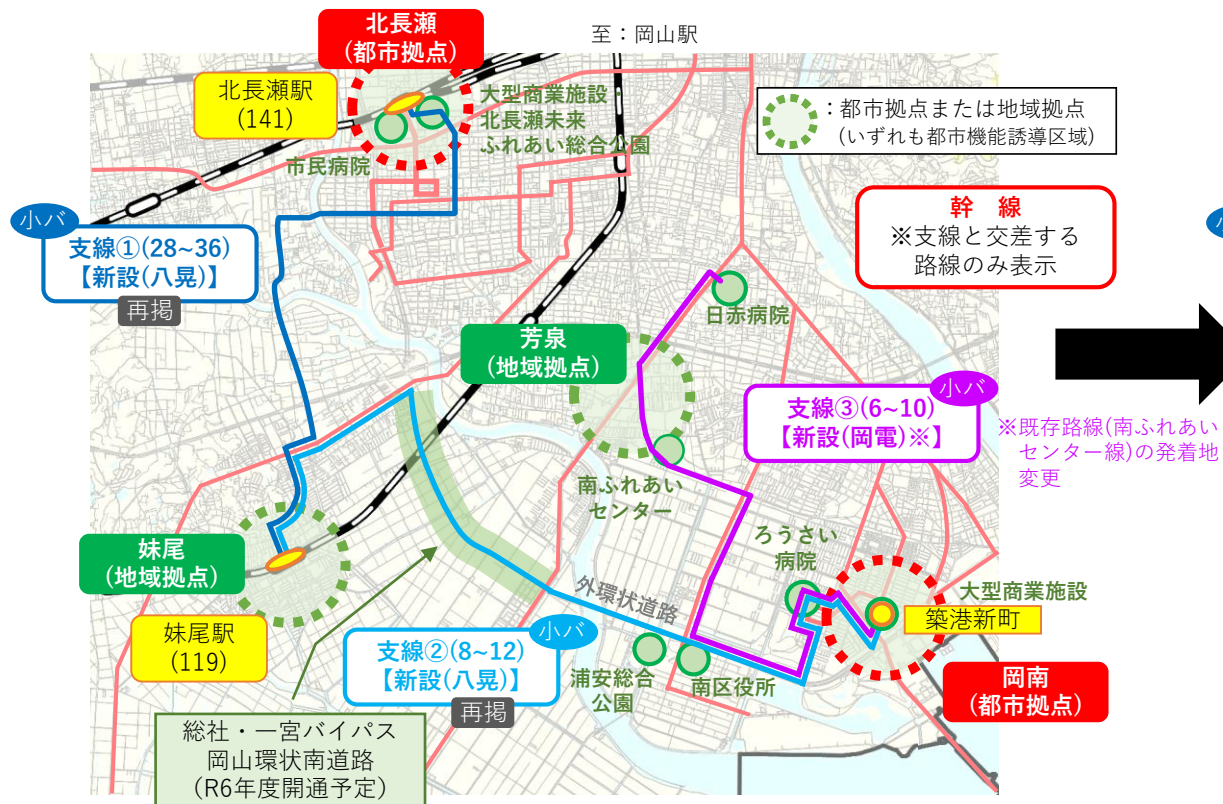 北長瀬
(都市拠点)
至：岡山駅
北長瀬駅
(141)
大型商業施設
北長瀬未来
ふれあい総合公園
市民病院
：都市拠点または地域拠点
(いずれも都市機能誘導区域)
幹　線
※支線と交差する
路線のみ表示
小バ
支線①(28~36)
【新設(八晃)】
再掲
日赤病院
芳泉
(地域拠点)
小バ
支線③(6~10)
【新設(岡電)※】
※既存路線(南ふれあい
センター線)の発着地
変更
南ふれあい
センター
ろうさい
病院
妹尾
(地域拠点)
大型商業施設
築港新町
外環状道路
妹尾駅
(119)
小バ
支線②(8~12)
【新設(八晃)】
再掲
浦安総合
公園
南区役所
岡南
(都市拠点)
総社・一宮バイパス
岡山環状南道路
(R6年度開通予定)